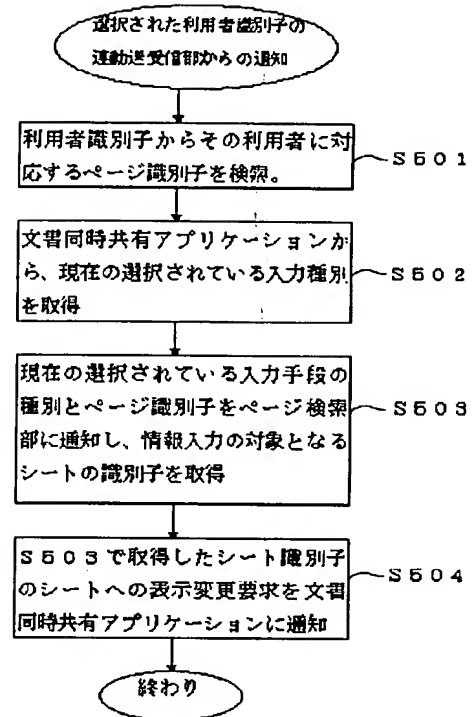 選択された利用者識別子の
連動送受信部からの通知
利用者識別子からその利用者に対
応するページ識別子を検索。
S501
文書同時共有アプリケーションか
ら、現在の選択されている入力種別
を取得
S502
現在の選択されている入力手段の
種別とページ識別子をページ検索
部に通知し、情報入力の対象となる
シートの識別子を取得
S503
S503で取得したシート識別子
のシートへの表示変更要求を文書
同時共有アプリケーションに通知
S504
終わり